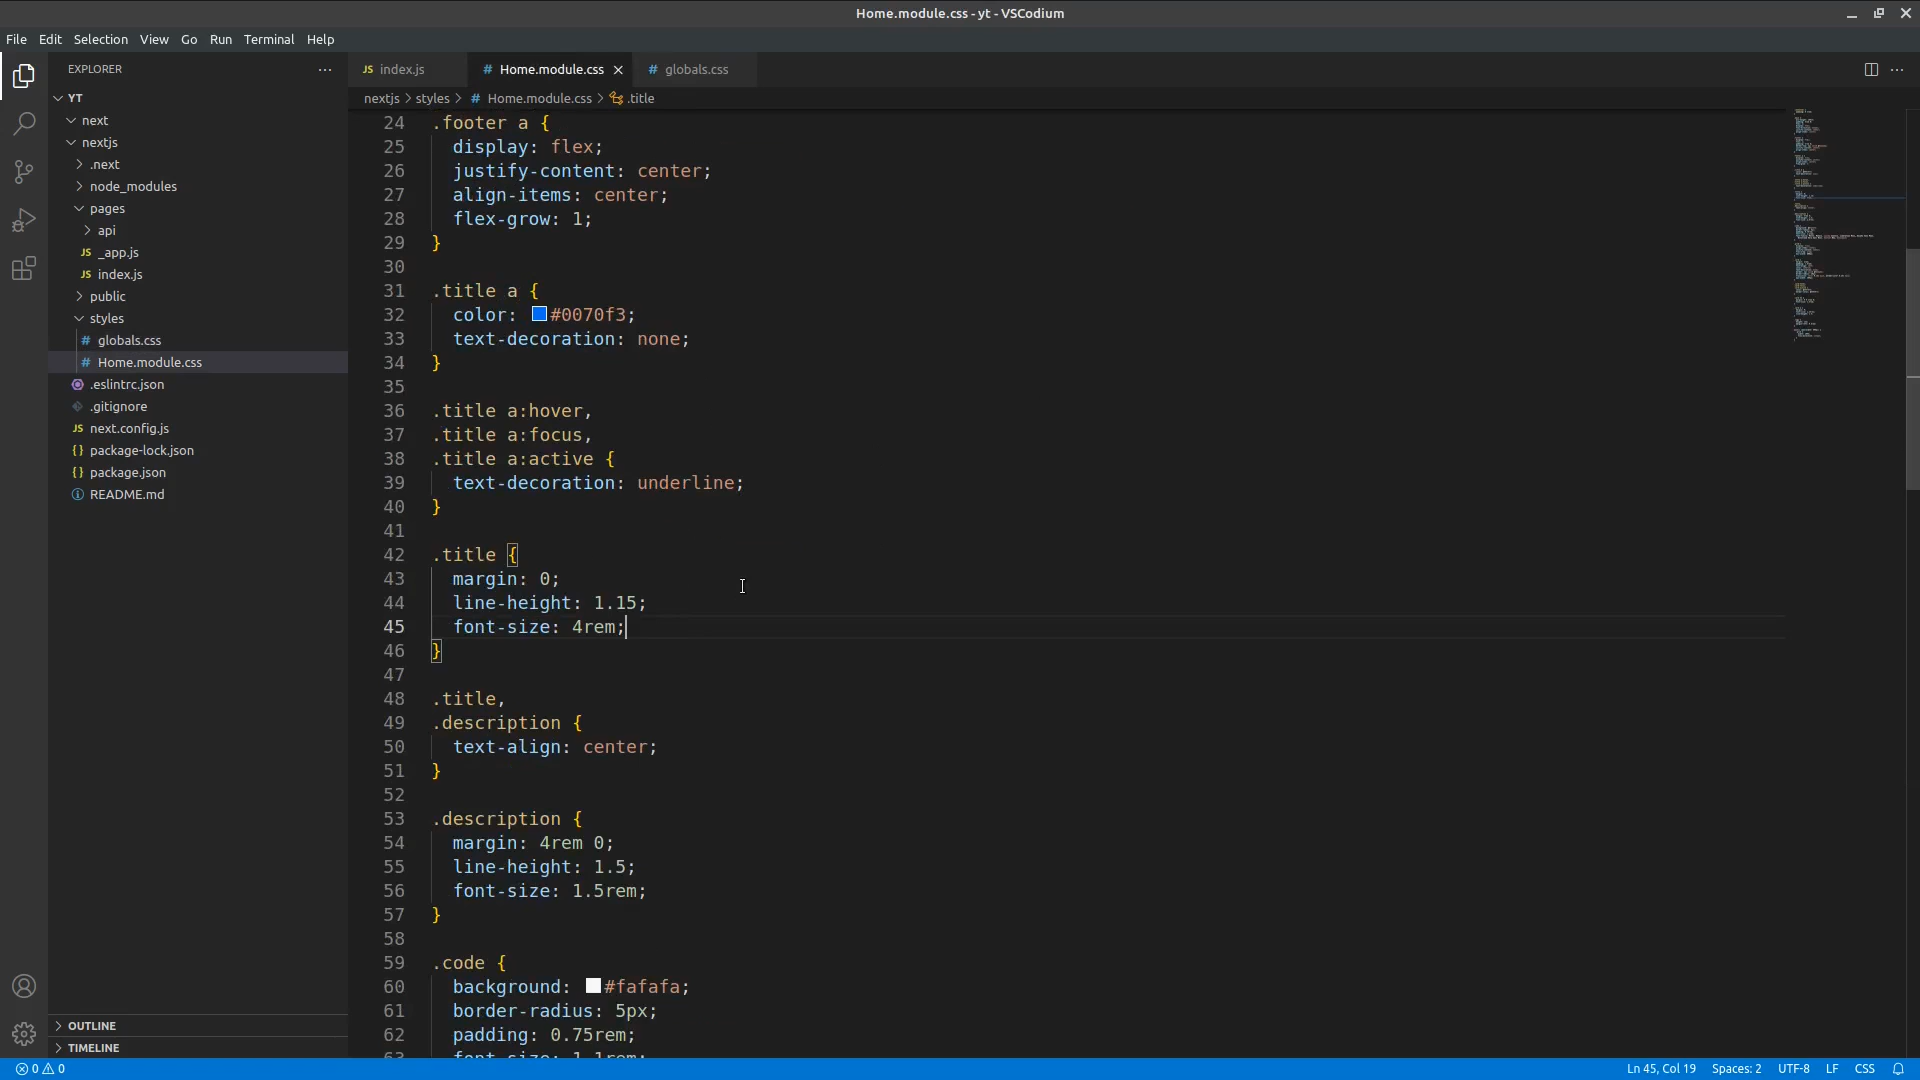 Home.module.css - yt - VSCodium
File Edit Selection View Go Run Terminal Help
EXPLORER
YT
next
nextjs
.next
node_modules
pages
api
JS _app.js
JS index.js
public
styles
# globals.css
# Home.module.css
.eslintrc.json
.gitignore
JS next.config.js
{} package-lock.json
{} package.json
README.md
OUTLINE
TIMELINE
JS index.js # Home.module.css # globals.css
nextjs > styles > # Home.module.css > .title
24 .footer a {
25 display: flex;
26 justify-content: center;
27 align-items: center;
28 flex-grow: 1;
29 }
30
31 .title a {
32 color: #0070f3;
33 text-decoration: none;
34 }
35
36 .title a:hover,
37 .title a:focus,
38 .title a:active {
39 text-decoration: underline;
40 }
41
42 .title {
43 margin: 0;
44 line-height: 1.15;
45 font-size: 4rem;
46 }
47
48 .title,
49 .description {
50 text-align: center;
51 }
52
53 .description {
54 margin: 4rem 0;
55 line-height: 1.5;
56 font-size: 1.5rem;
57 }
58
59 .code {
60 background: #fafafa;
61 border-radius: 5px;
62 padding: 0.75rem;
63 font-size: 1.1rem;
0 0 Ln 45, Col 19 Spaces: 2 UTF-8 LF CSS